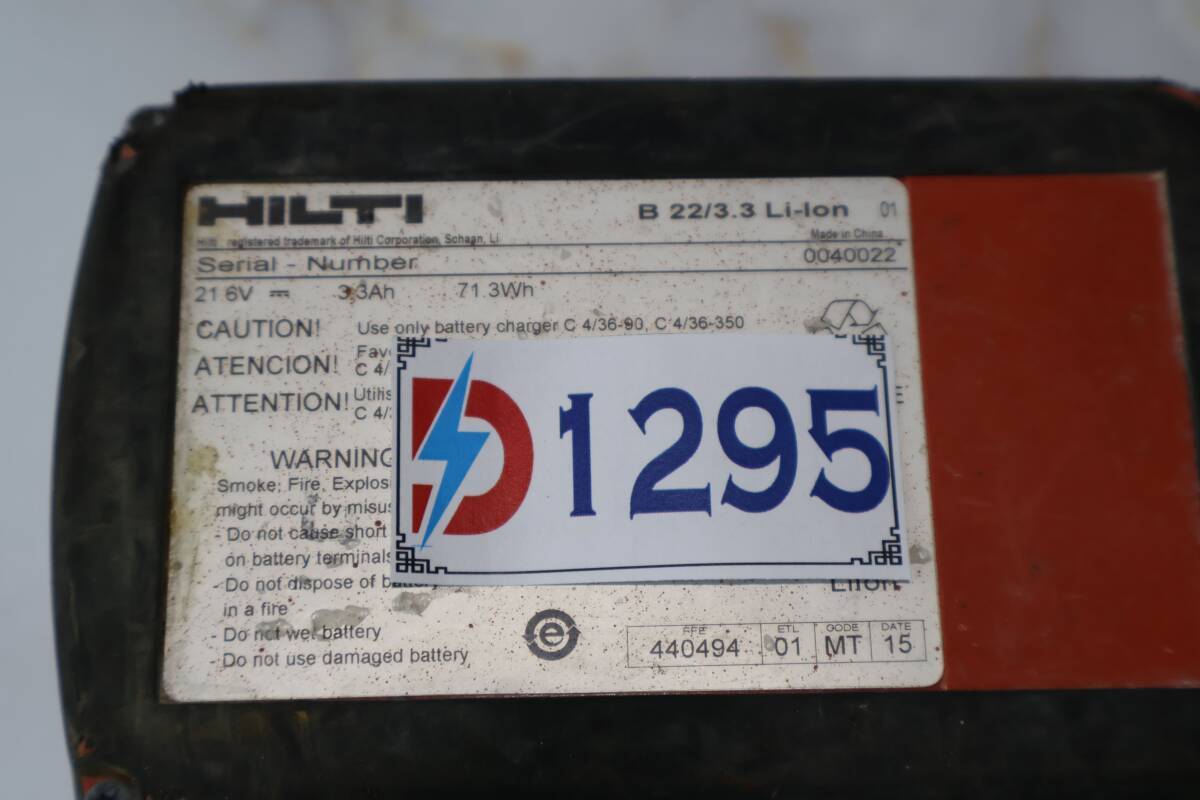 HILTI
B 22/3.3 Li-Ion 01
Hilti registered trademark of Hilti Corporation, Schaan, Li
Made in China
Serial - Number 0040022
21.6V 3.3Ah 71.3Wh
CAUTION! Use only battery charger C 4/36-90, C 4/36-350
ATENCION!
C 4/
ATTENTION!
C 4/
D 1295
WARNING
Smoke, Fire, Explosi
might occur by misus
- Do not cause short
on battery terminals
- Do not dispose of
in a fire
- Do not wet battery
- Do not use damaged battery
LiIon
e
440494
ETL
01
CODE
MT
DATE
15